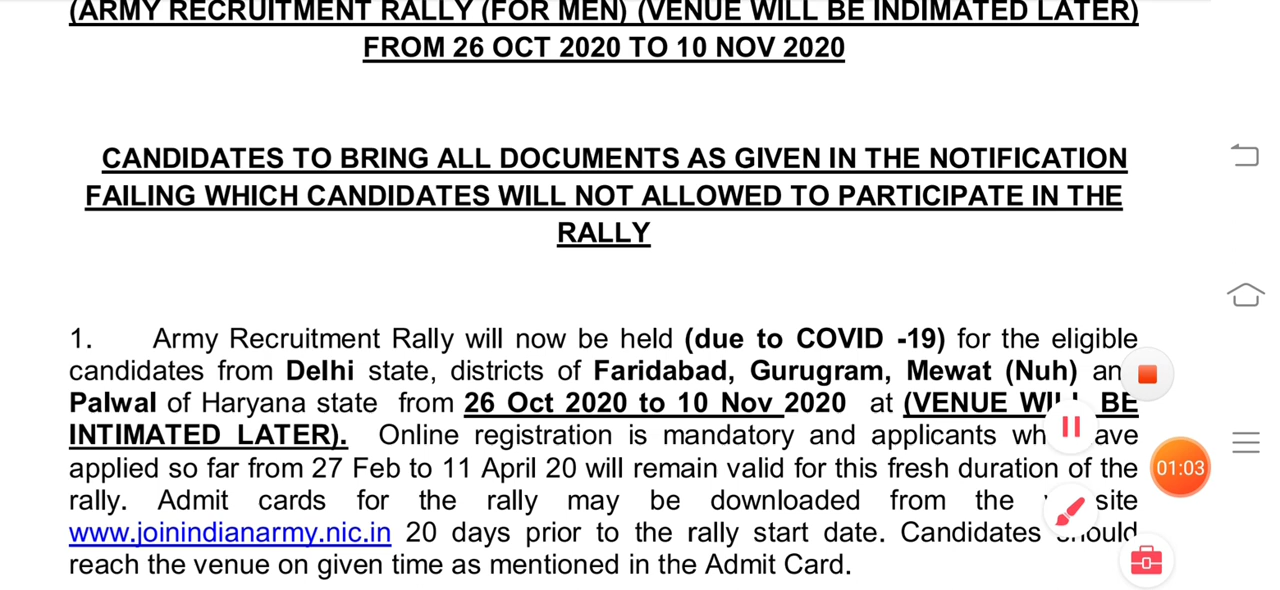 (ARMY RECRUITMENT RALLY (FOR MEN) (VENUE WILL BE INDIMATED LATER)
FROM 26 OCT 2020 TO 10 NOV 2020
CANDIDATES TO BRING ALL DOCUMENTS AS GIVEN IN THE NOTIFICATION
FAILING WHICH CANDIDATES WILL NOT ALLOWED TO PARTICIPATE IN THE
RALLY
1. Army Recruitment Rally will now be held (due to COVID -19) for the eligible
candidates from Delhi state, districts of Faridabad, Gurugram, Mewat (Nuh)
Palwal of Haryana state from 26 Oct 2020 to 10 Nov 2020 at (VENUE WILL BE
INTIMATED LATER). Online registration is mandatory and applicants
applied so far from 27 Feb to 11 April 20 will remain valid for this fresh duration of the
01:03
rally. Admit cards for the rally may be downloaded from the
www.joinindianarmy.nic.in 20 days prior to the rally start date. Candidates should
reach the venue on given time as mentioned in the Admit Card.